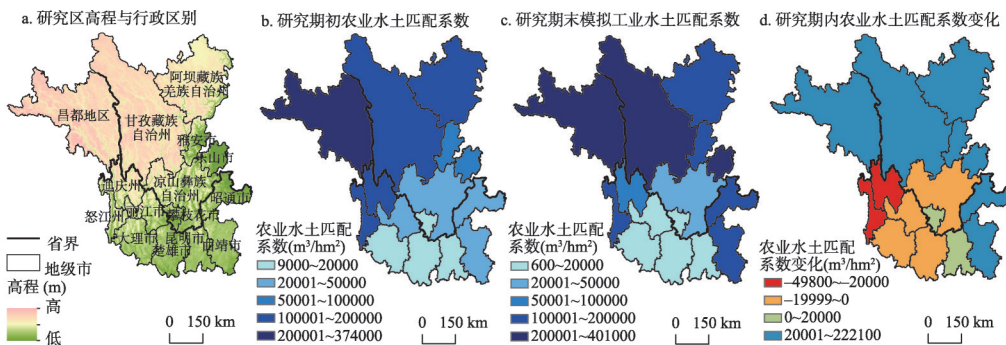 a. 研究区高程与行政区别
阿坝藏族
羌族自治州
昌都地区
甘孜藏族
自治州
雅安市
乐山市
迪庆州
凉山彝族
自治州
昭通市
怒江州
丽江市
攀枝花市
大理市
昆明市
曲靖市
楚雄市
省界
地级市
高程 (m)
高
低
0 150 km
b. 研究期初农业水土匹配系数
农业水土匹配
系数(m³/hm²)
9000~20000
20001~50000
50001~100000
100001~200000
200001~374000
0 150 km
c. 研究期末模拟工业水土匹配系数
农业水土匹配
系数(m³/hm²)
600~20000
20001~50000
50001~100000
100001~200000
200001~401000
0 150 km
d. 研究期内农业水土匹配系数变化
农业水土匹配
系数变化(m³/hm²)
−49800~−20000
−19999~0
0~20000
20001~222100
0 150 km